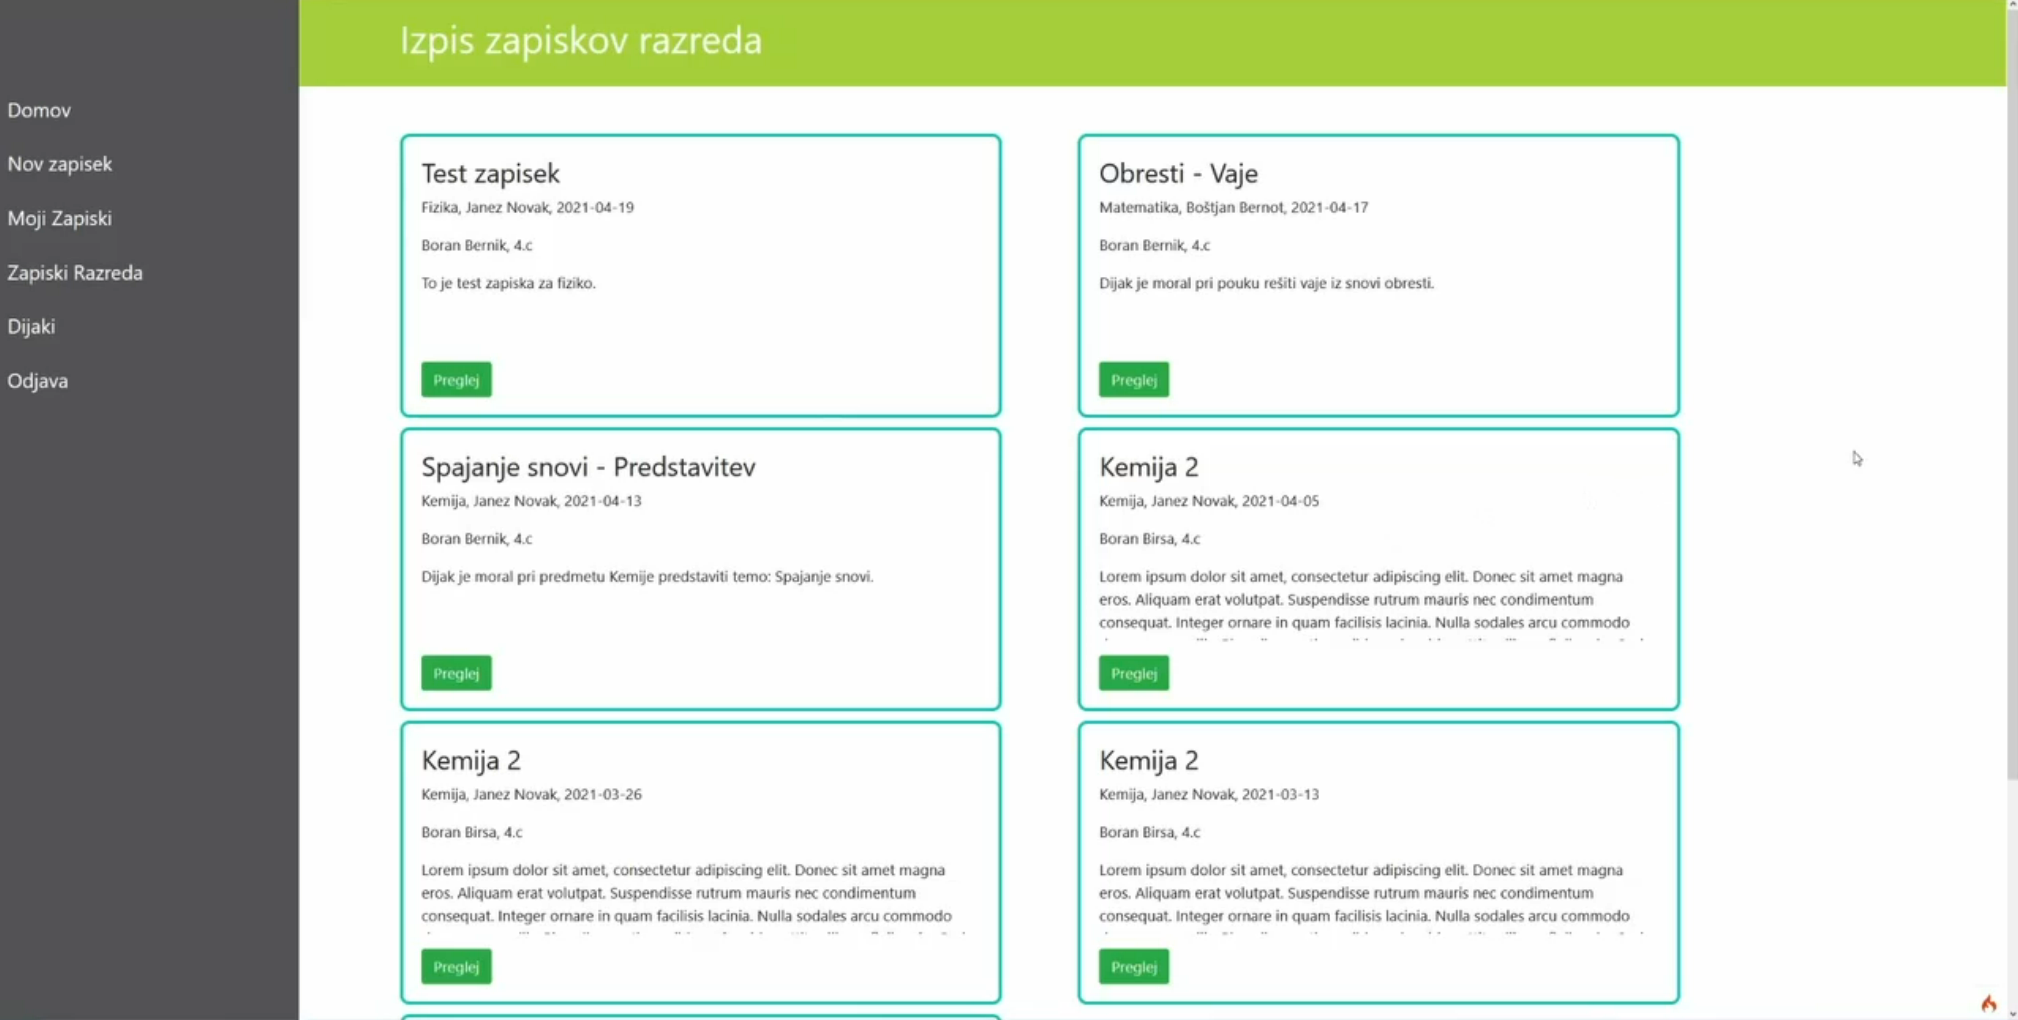 Izpis zapiskov razreda
Domov
Nov zapisek
Moji Zapiski
Zapiski Razreda
Dijaki
Odjava
Test zapisek
Fizika, Janez Novak, 2021-04-19
Boran Bernik, 4.c
To je test zapiska za fiziko.
Preglej
Obresti - Vaje
Matematika, Boštjan Bernot, 2021-04-17
Boran Bernik, 4.c
Dijak je moral pri pouku rešiti vaje iz snovi obresti.
Preglej
Spajanje snovi - Predstavitev
Kemija, Janez Novak, 2021-04-13
Boran Bernik, 4.c
Dijak je moral pri predmetu Kemije predstaviti temo: Spajanje snovi.
Preglej
Kemija 2
Kemija, Janez Novak, 2021-04-05
Boran Birsa, 4.c
Lorem ipsum dolor sit amet, consectetur adipiscing elit. Donec sit amet magna
eros. Aliquam erat volutpat. Suspendisse rutrum mauris nec condimentum
consequat. Integer ornare in quam facilisis lacinia. Nulla sodales arcu commodo
Preglej
Kemija 2
Kemija, Janez Novak, 2021-03-26
Boran Birsa, 4.c
Lorem ipsum dolor sit amet, consectetur adipiscing elit. Donec sit amet magna
eros. Aliquam erat volutpat. Suspendisse rutrum mauris nec condimentum
consequat. Integer ornare in quam facilisis lacinia. Nulla sodales arcu commodo
Preglej
Kemija 2
Kemija, Janez Novak, 2021-03-13
Boran Birsa, 4.c
Lorem ipsum dolor sit amet, consectetur adipiscing elit. Donec sit amet magna
eros. Aliquam erat volutpat. Suspendisse rutrum mauris nec condimentum
consequat. Integer ornare in quam facilisis lacinia. Nulla sodales arcu commodo
Preglej